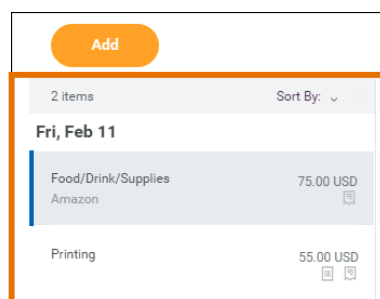 Add
2 items Sort By:
Fri, Feb 11
Food/Drink/Supplies 75.00 USD
Amazon
Printing 55.00 USD